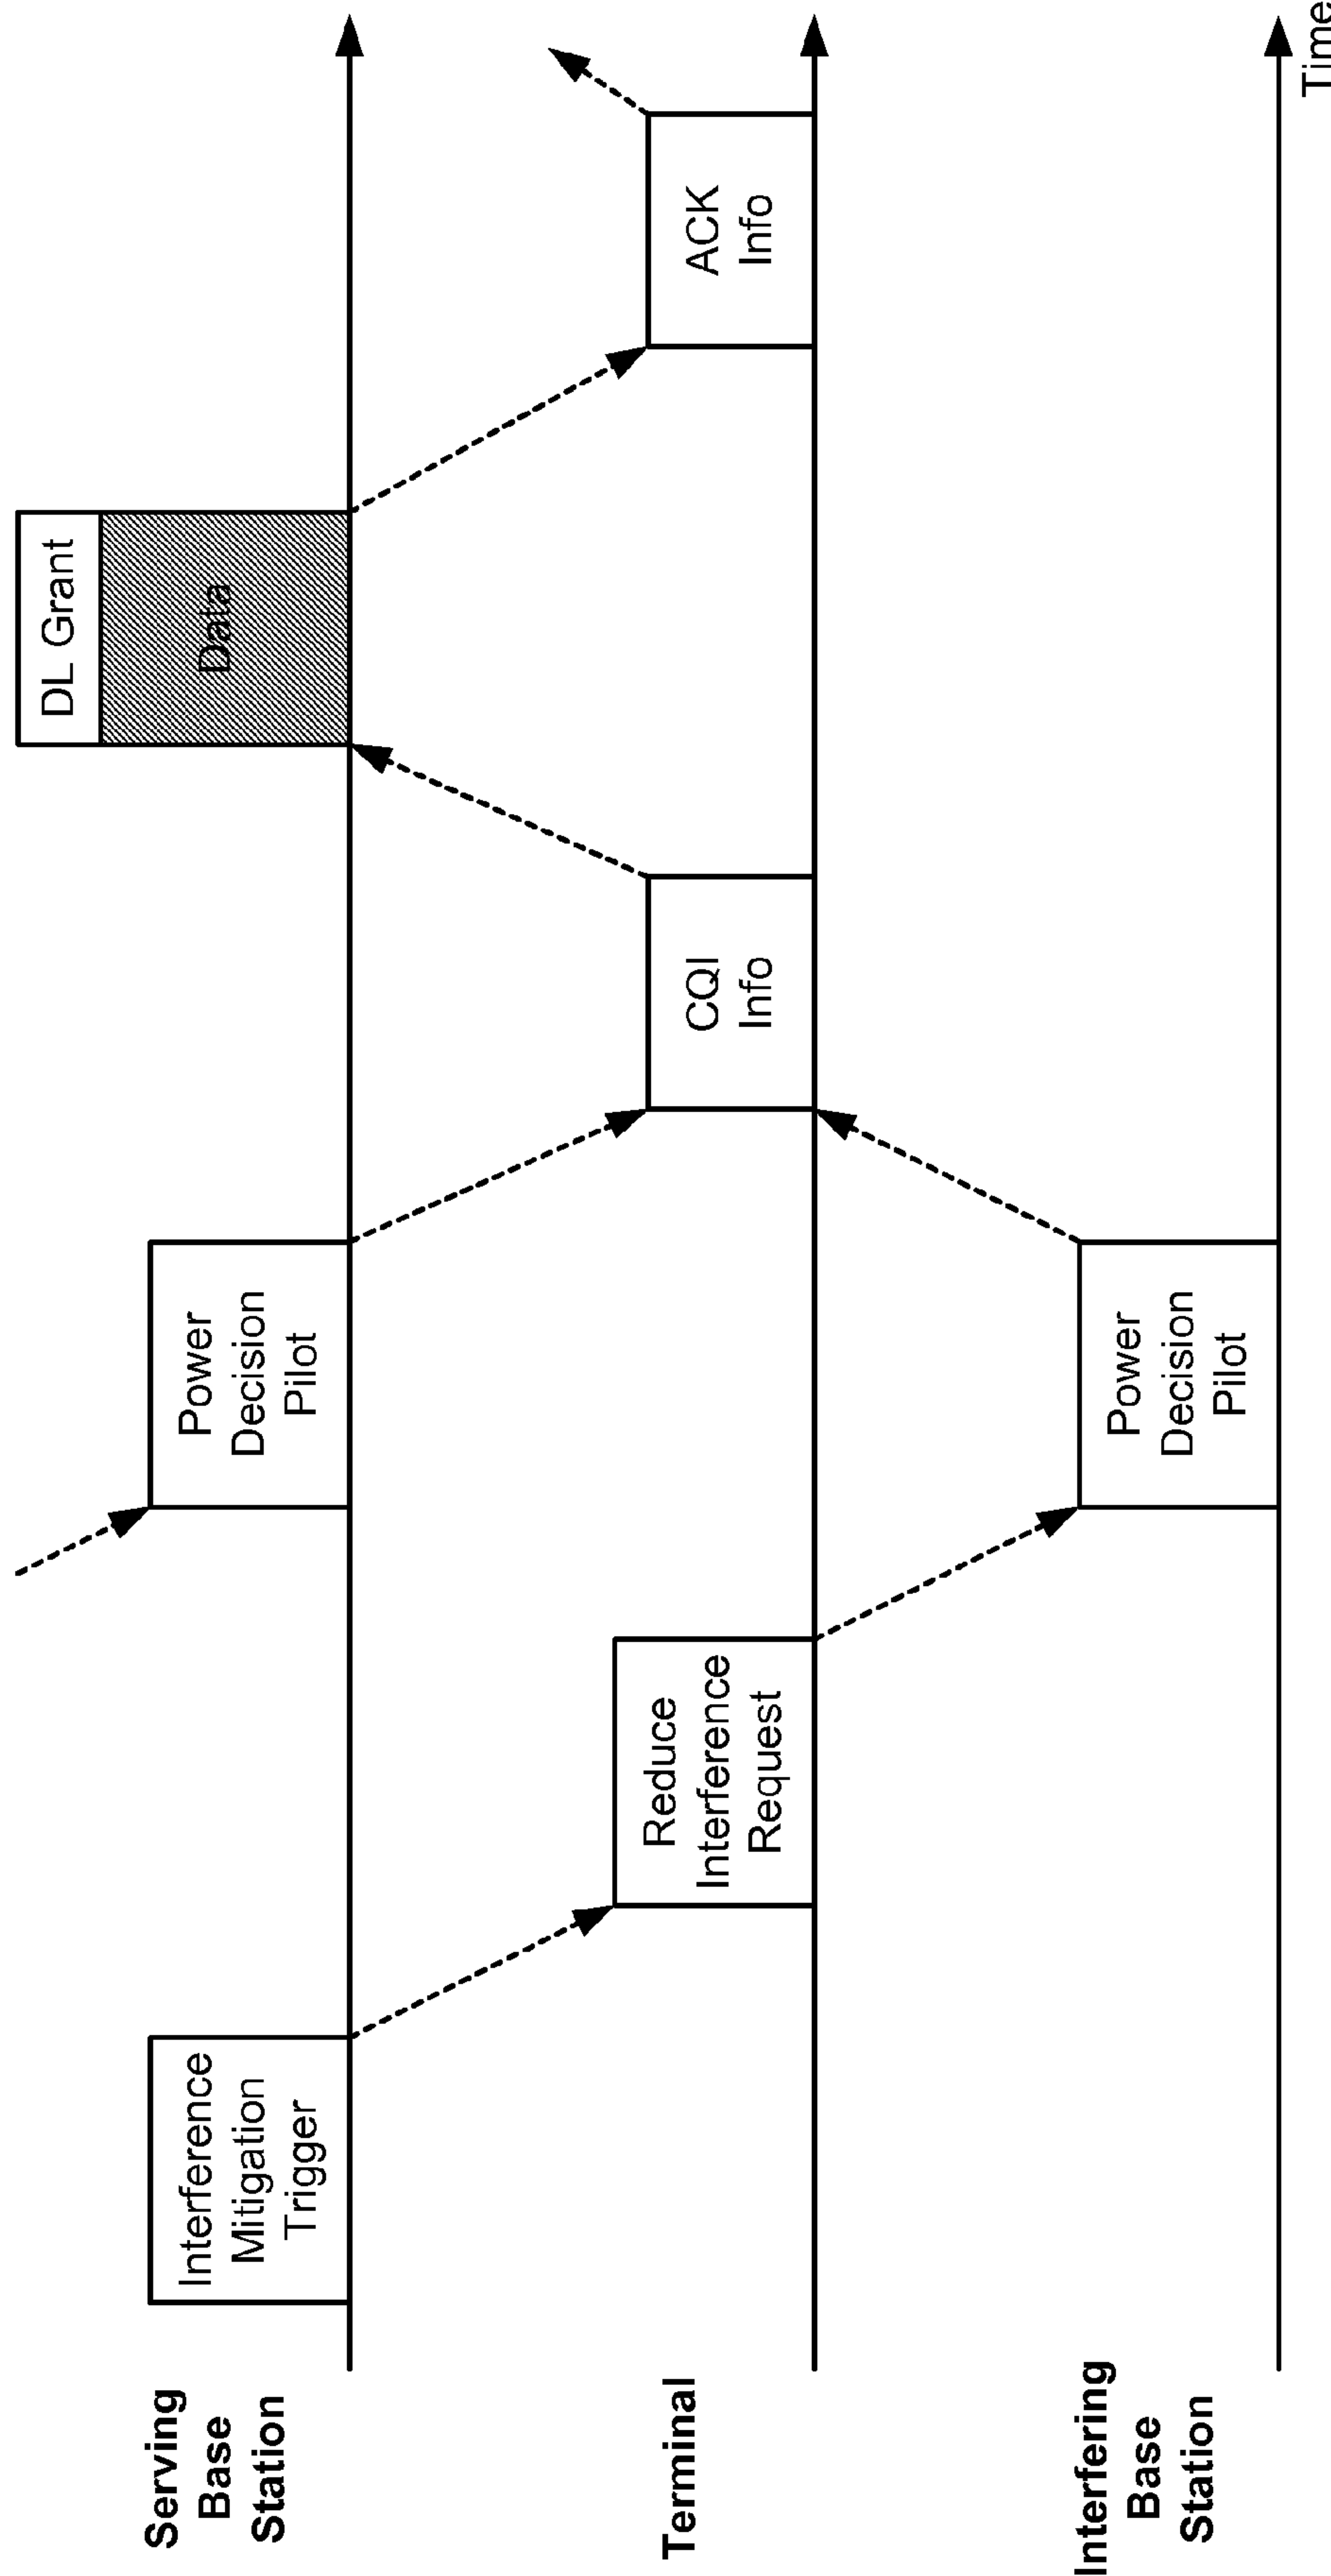 Serving
Base
Station
Interference
Mitigation
Trigger
Power
Decision
Pilot
DL Grant
Data
Terminal
Reduce
Interference
Request
CQI
Info
ACK
Info
Interfering
Base
Station
Power
Decision
Pilot
Time